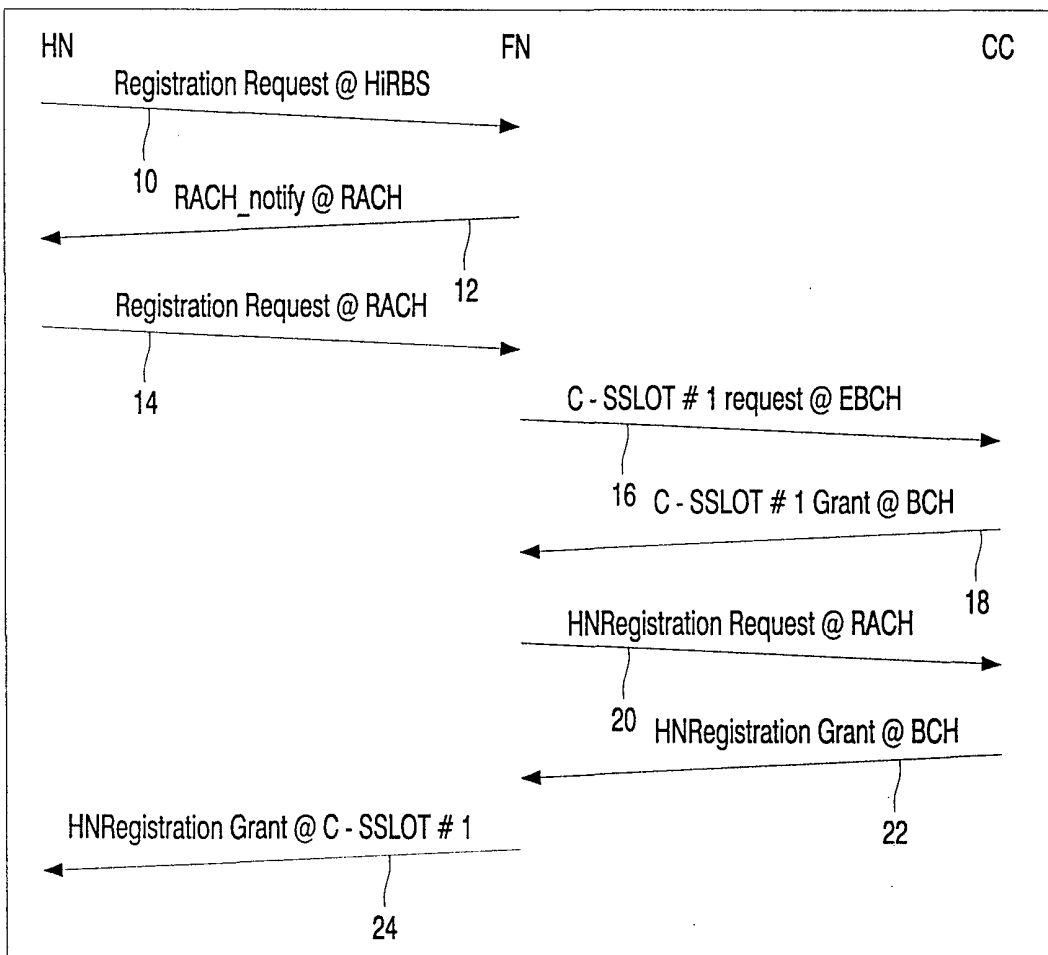 HN FN CC
Registration Request @ HiRBS
10
RACH_notify @ RACH
12
Registration Request @ RACH
14
C - SSLOT # 1 request @ EBCH
16
C - SSLOT # 1 Grant @ BCH
18
HNRegistration Request @ RACH
20
HNRegistration Grant @ BCH
22
HNRegistration Grant @ C - SSLOT # 1
24